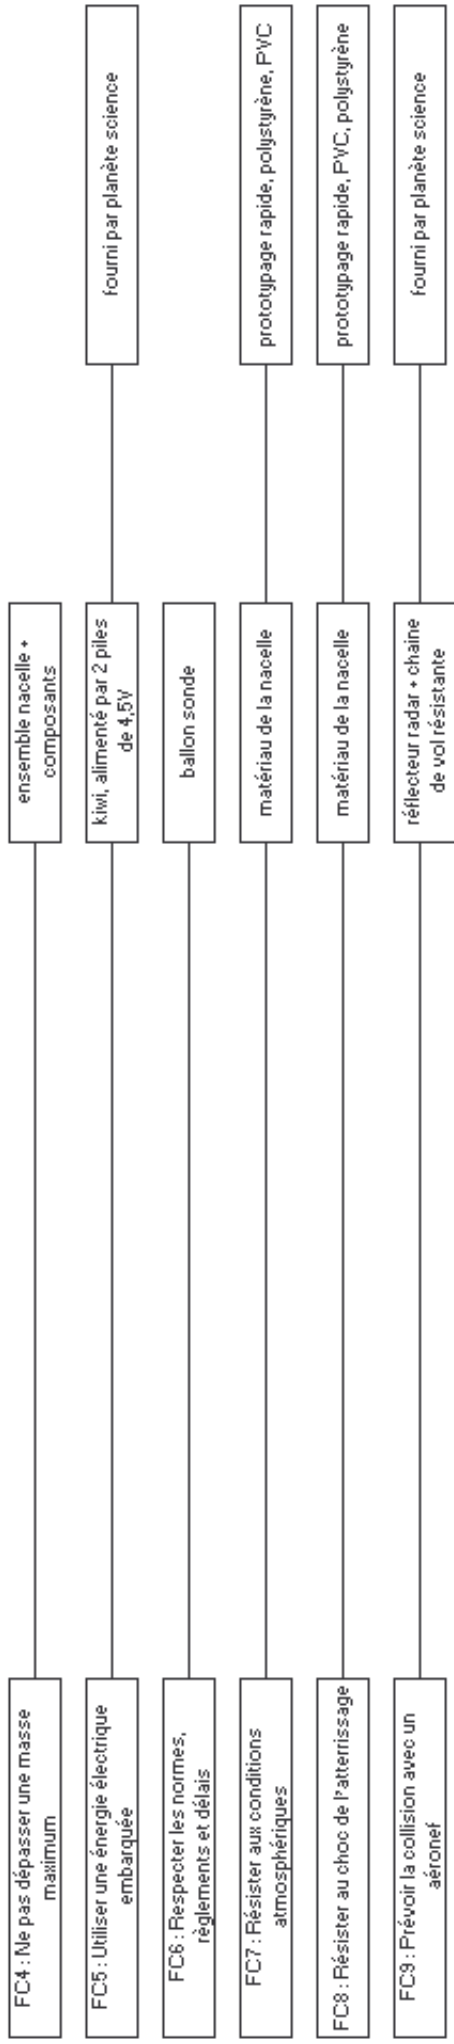 FC4 : Ne pas dépasser une masse
maximum
ensemble nacelle +
composants
FC5 : Utiliser une énergie électrique
embarquée
kiwi, alimenté par 2 piles
de 4,5V
fourni par planète science
FC6 : Respecter les normes,
règlements et délais
ballon sonde
FC7 : Résister aux conditions
atmosphériques
matériau de la nacelle
prototypage rapide, polystyrène, PVC
FC8 : Résister au choc de l'atterrissage
matériau de la nacelle
prototypage rapide, PVC, polystyrène
FC9 : Prévoir la collision avec un
aéronef
réflecteur radar + chaine
de vol résistante
fourni par planète science